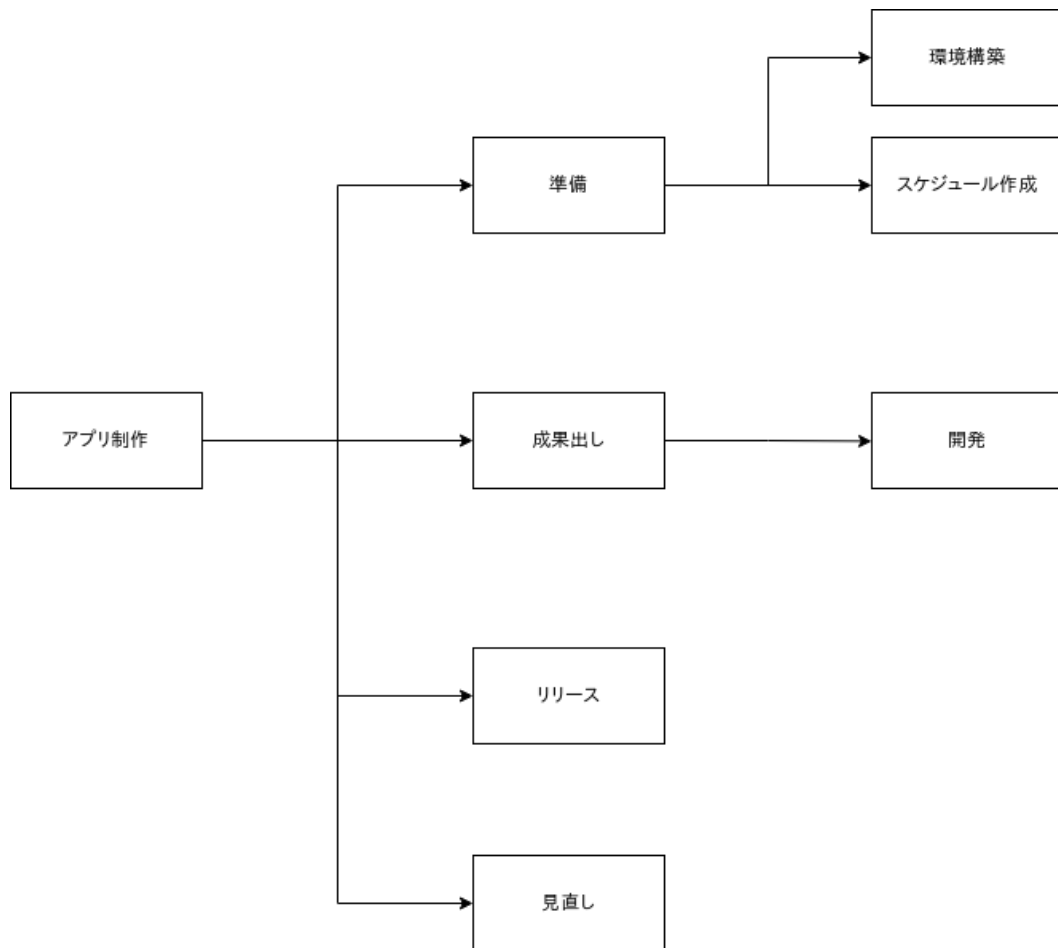 環境構築
準備
スケジュール作成
アプリ制作
成果出し
開発
リリース
見直し